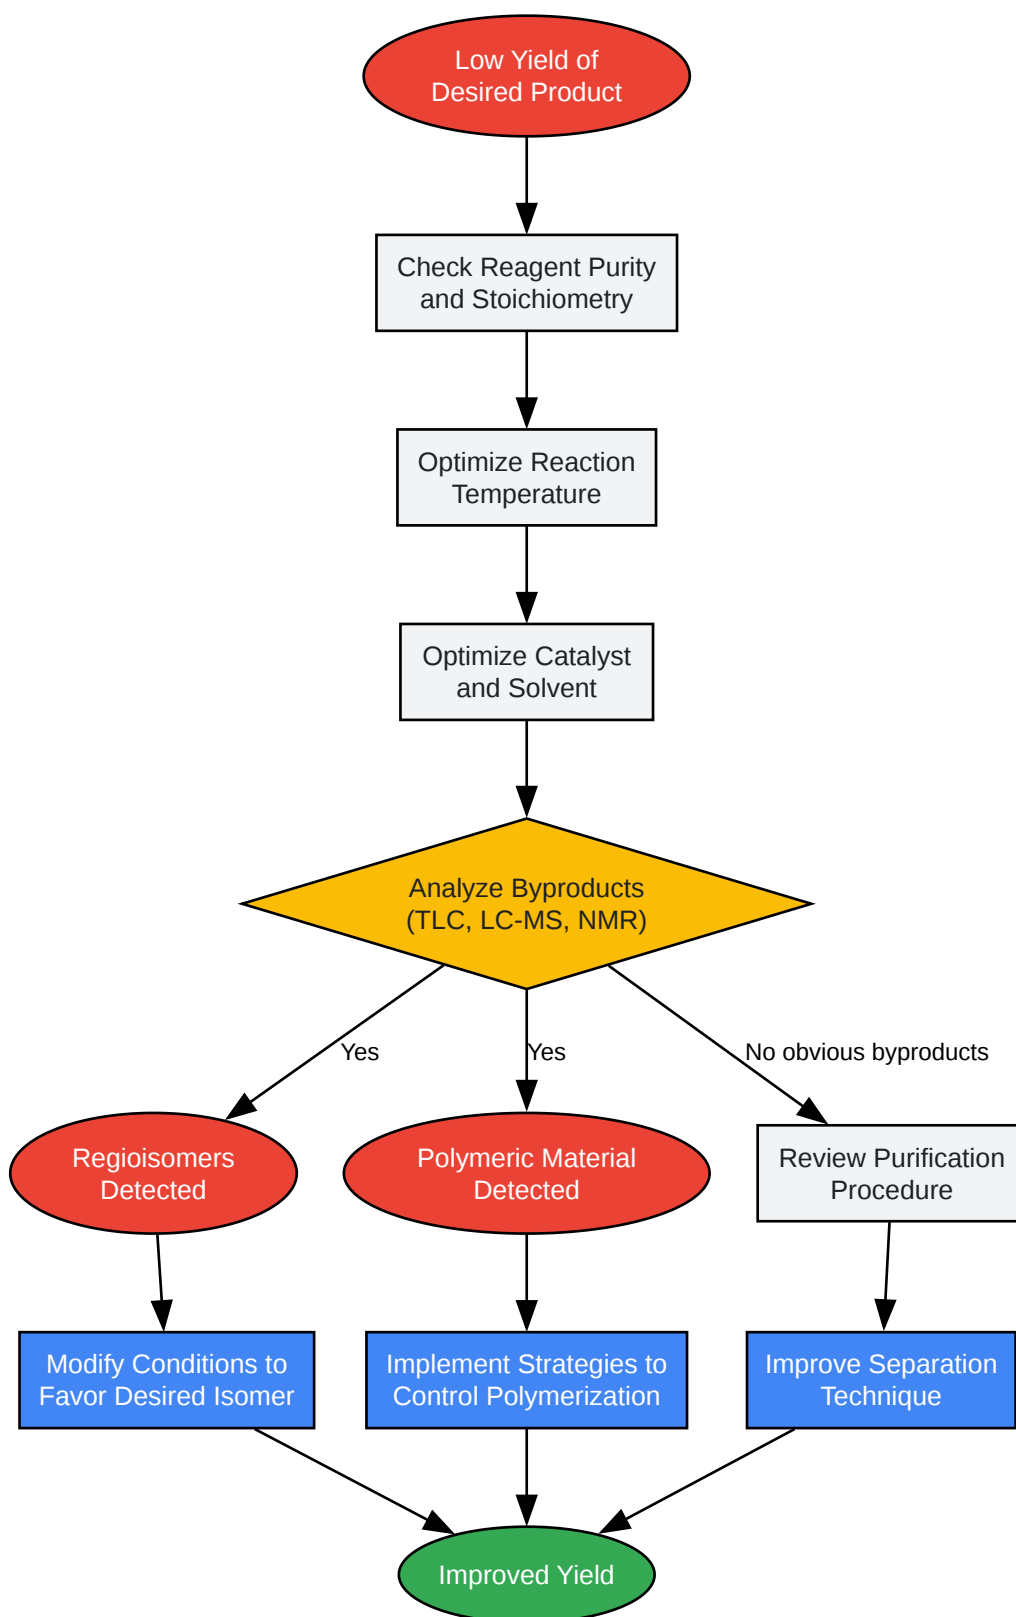 Low Yield of
Desired Product
Check Reagent Purity
and Stoichiometry
Optimize Reaction
Temperature
Optimize Catalyst
and Solvent
Analyze Byproducts
(TLC, LC-MS, NMR)
Yes
Yes
No obvious byproducts
Regioisomers
Detected
Polymeric Material
Detected
Review Purification
Procedure
Modify Conditions to
Favor Desired Isomer
Implement Strategies to
Control Polymerization
Improve Separation
Technique
Improved Yield